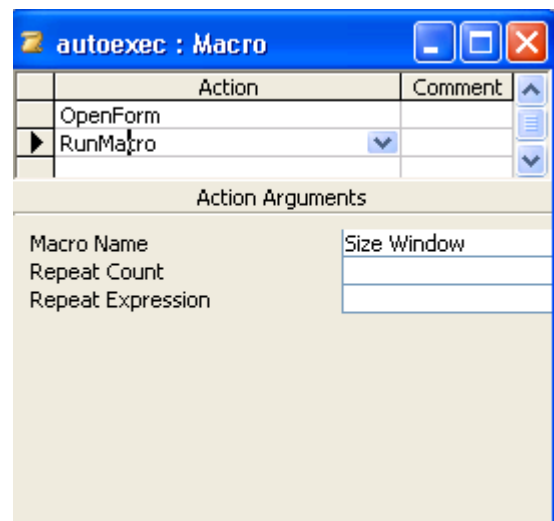 autoexec : Macro
Action Comment
OpenForm
RunMacro
Action Arguments
Macro Name Size Window
Repeat Count
Repeat Expression